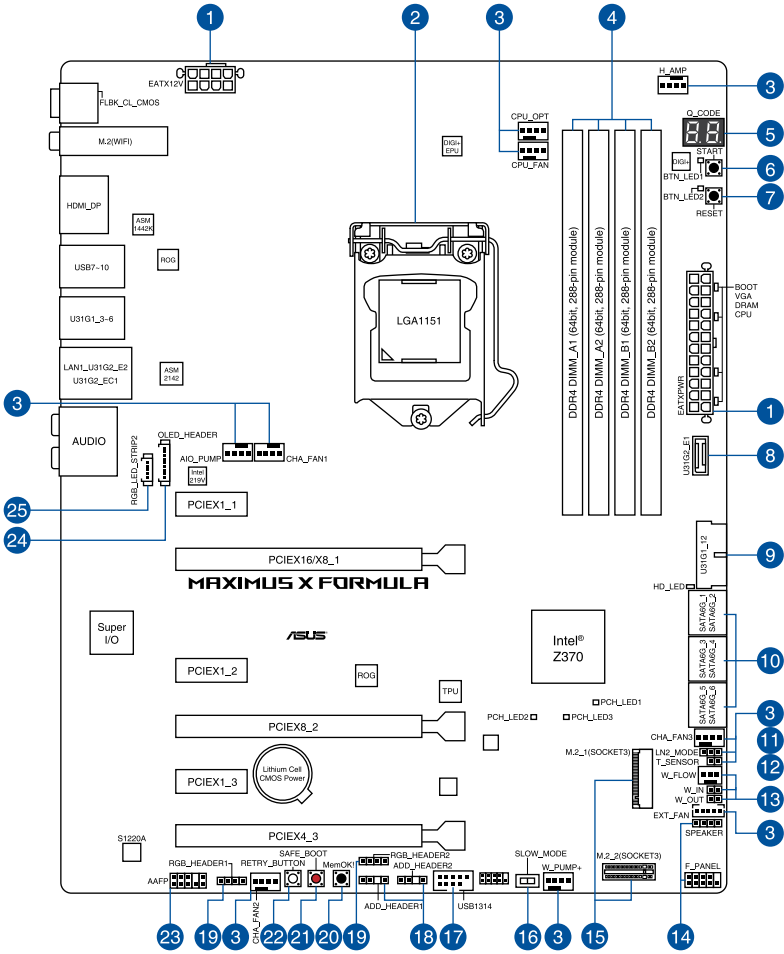 1
2
3
4
EATX12V
FLBK_CL_CMOS
H_AMP
3
CPU_OPT
Q_CODE
88
5
M.2(WIFI)
DIGI+
EPU
CPU_FAN
START
DIGI+
BTN_LED1
6
BTN_LED2
7
RESET
HDMI_DP
ASM
1442K
ROG
USB7~10
U31G1_3~6
LGA1151
DDR4 DIMM_A1 (64bit, 288-pin module)
DDR4 DIMM_A2 (64bit, 288-pin module)
DDR4 DIMM_B1 (64bit, 288-pin module)
DDR4 DIMM_B2 (64bit, 288-pin module)
BOOT
VGA
DRAM
CPU
EATXPWR
1
LAN1_U31G2_E2
U31G2_EC1
ASM
2142
3
AUDIO
OLED_HEADER
RGB_LED_STRIP2
AIO_PUMP
CHA_FAN1
U31G2_E1
8
Intel
219V
25
24
PCIEX1_1
PCIEX16/X8_1
MAXIMUS X FORMULA
U31G1_12
9
HD_LED
SATA6G_1
SATA6G_2
SATA6G_3
SATA6G_4
SATA6G_5
SATA6G_6
10
Super
I/O
ASUS
Intel®
Z370
PCIEX1_2
ROG
TPU
PCH_LED1
PCH_LED2
PCH_LED3
PCIEX8_2
3
CHA_FAN3
11
M.2_1(SOCKET3)
LN2_MODE
T_SENSOR
12
W_FLOW
W_IN
W_OUT
13
PCIEX1_3
Lithium Cell
CMOS Power
EXT_FAN
3
SPEAKER
PCIEX4_3
S1220A
SAFE_BOOT
RGB_HEADER2
RGB_HEADER1
RETRY_BUTTON
MemOK!
ADD_HEADER2
SLOW_MODE
W_PUMP+
M.2_2(SOCKET3)
F_PANEL
AAFP
CHA_FAN2
ADD_HEADER1
USB1314
23
19
3
22
21
20
19
18
17
16
3
15
14